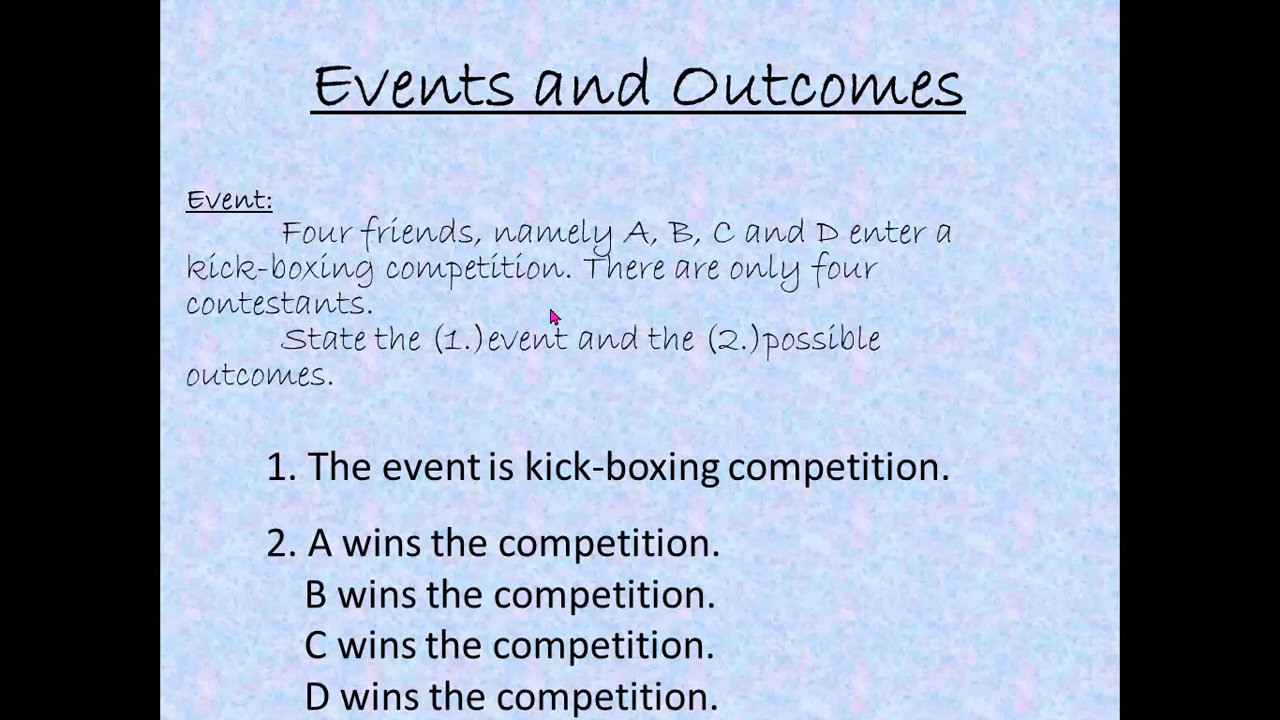 Events and Outcomes
Event:
Four friends, namely A, B, C and D enter a
kick-boxing competition. There are only four
contestants.
State the (1.)event and the (2.)possible
outcomes.
1. The event is kick-boxing competition.
2. A wins the competition.
B wins the competition.
C wins the competition.
D wins the competition.